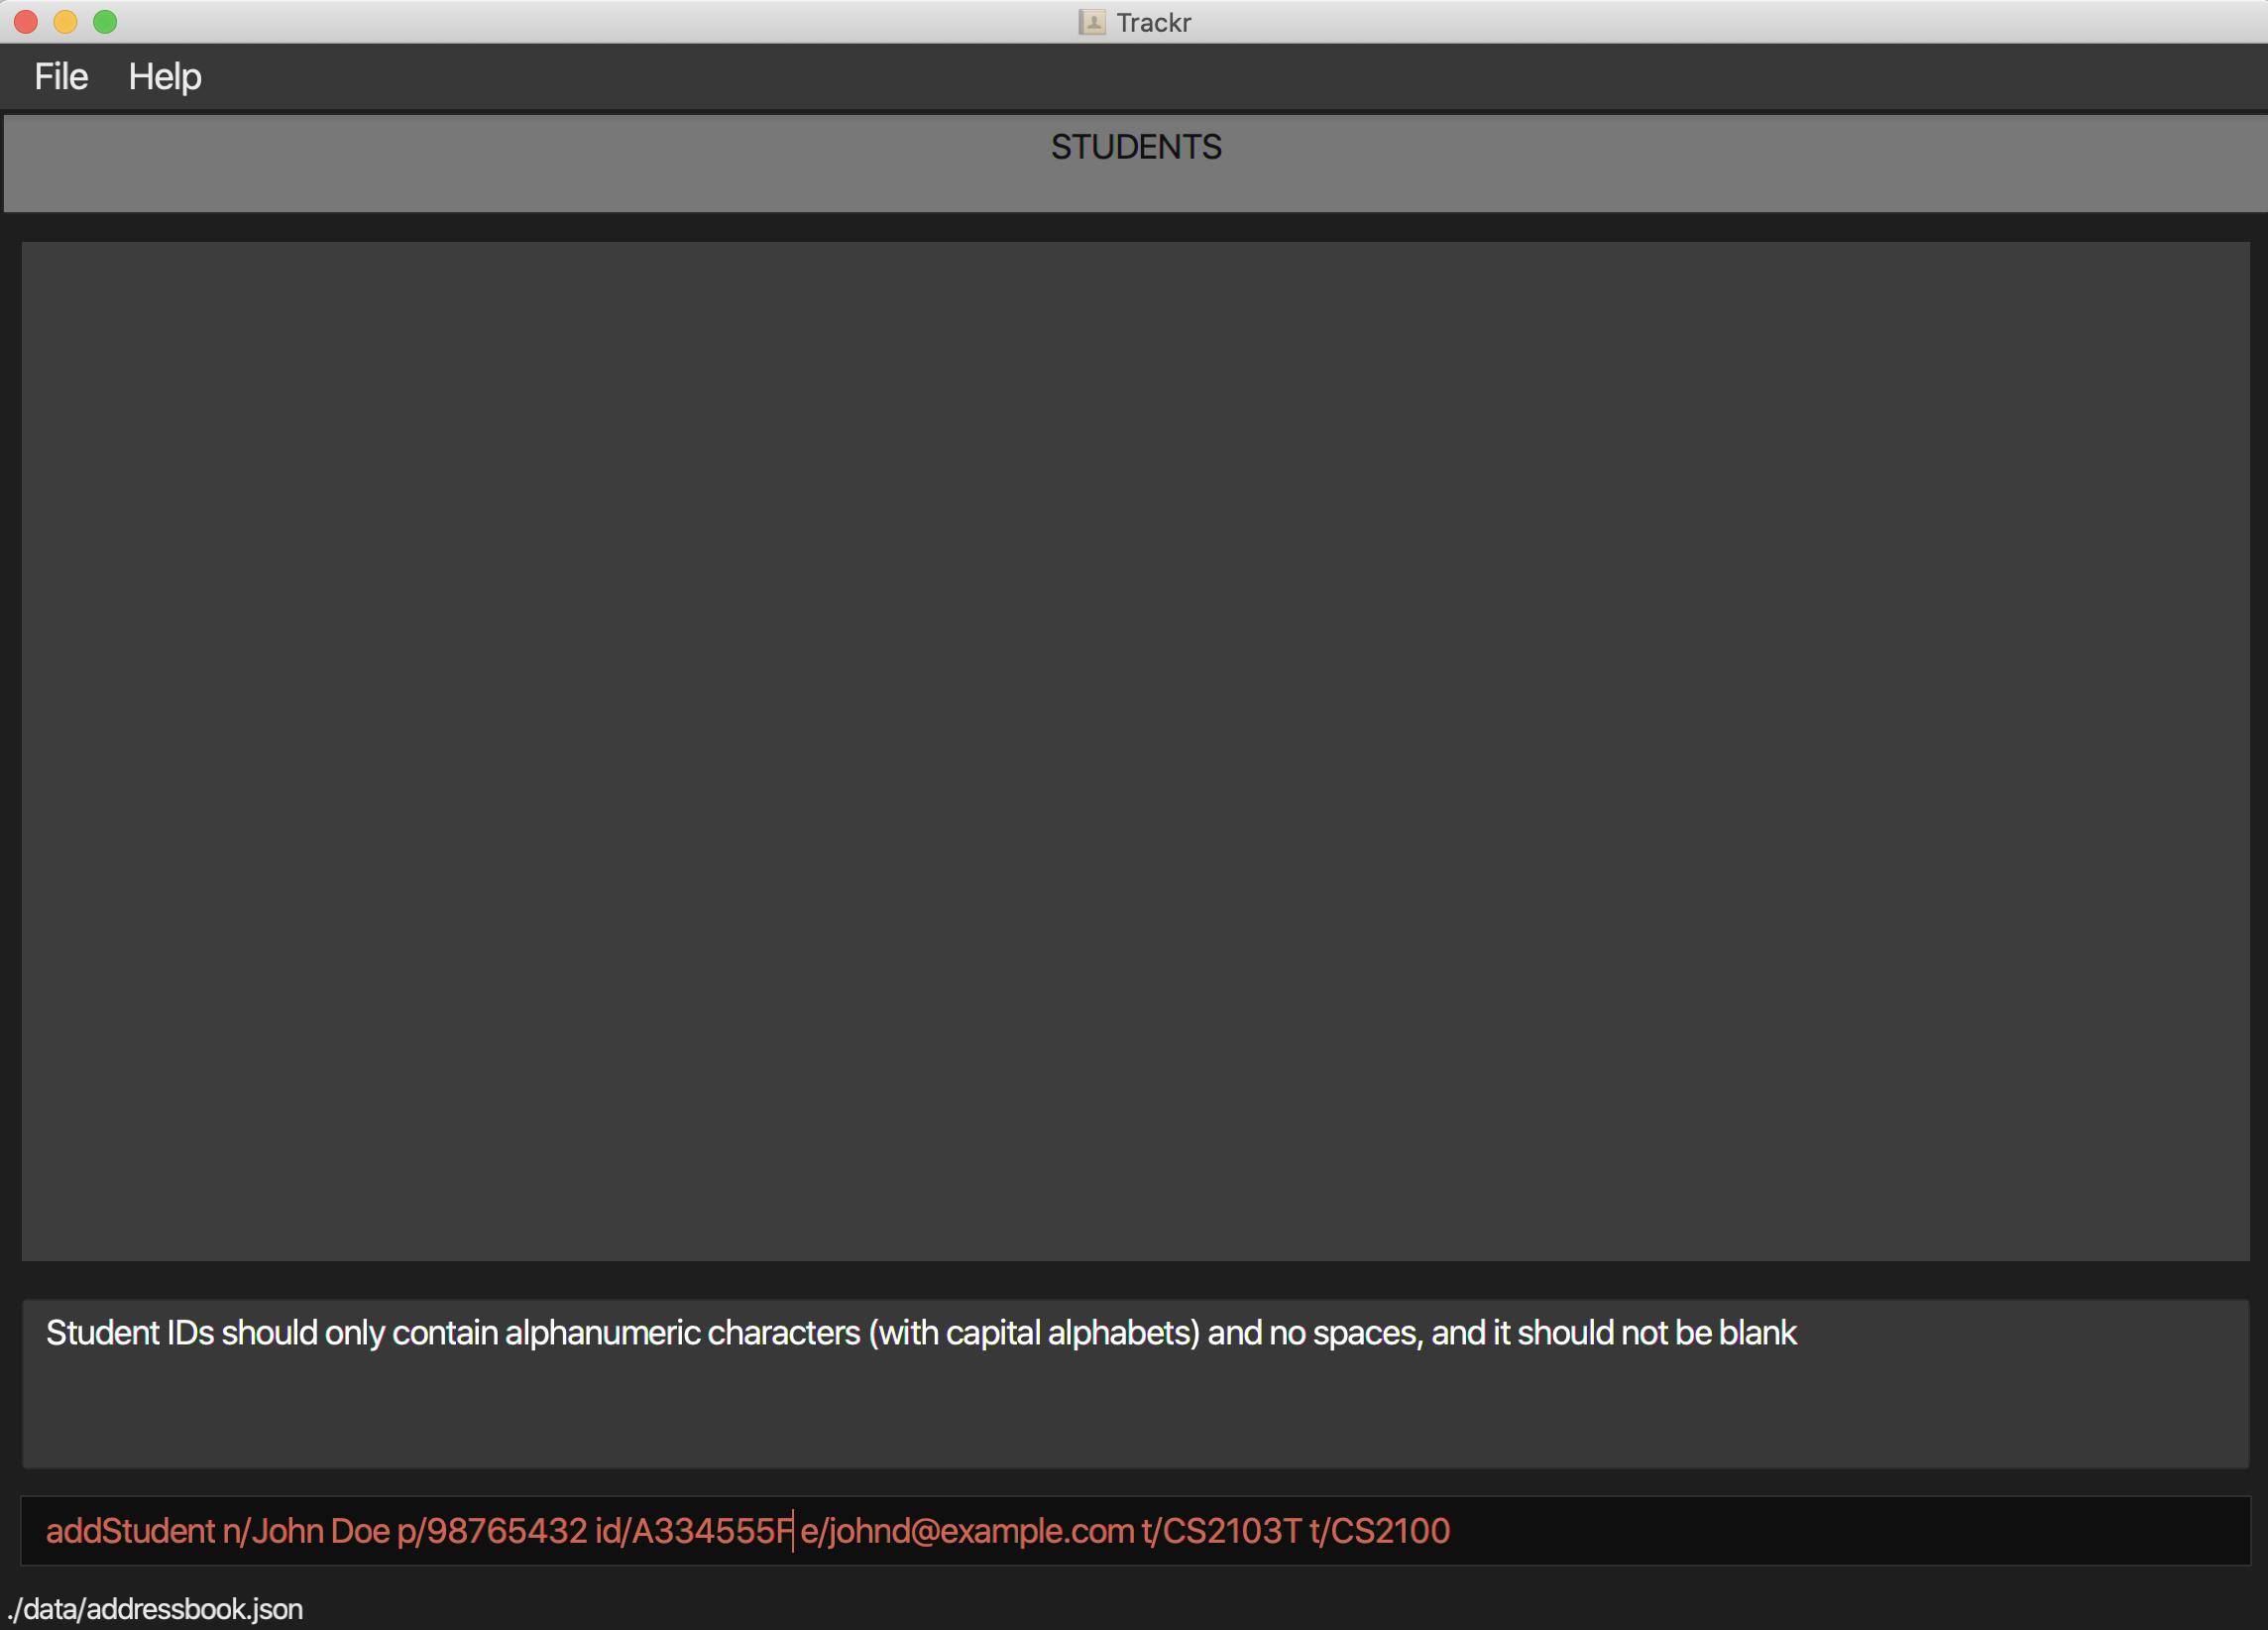 Trackr
File Help
STUDENTS
Student IDs should only contain alphanumeric characters (with capital alphabets) and no spaces, and it should not be blank
addStudent n/John Doe p/98765432 id/A334555F e/johnd@example.com t/CS2103T t/CS2100
./data/addressbook.json